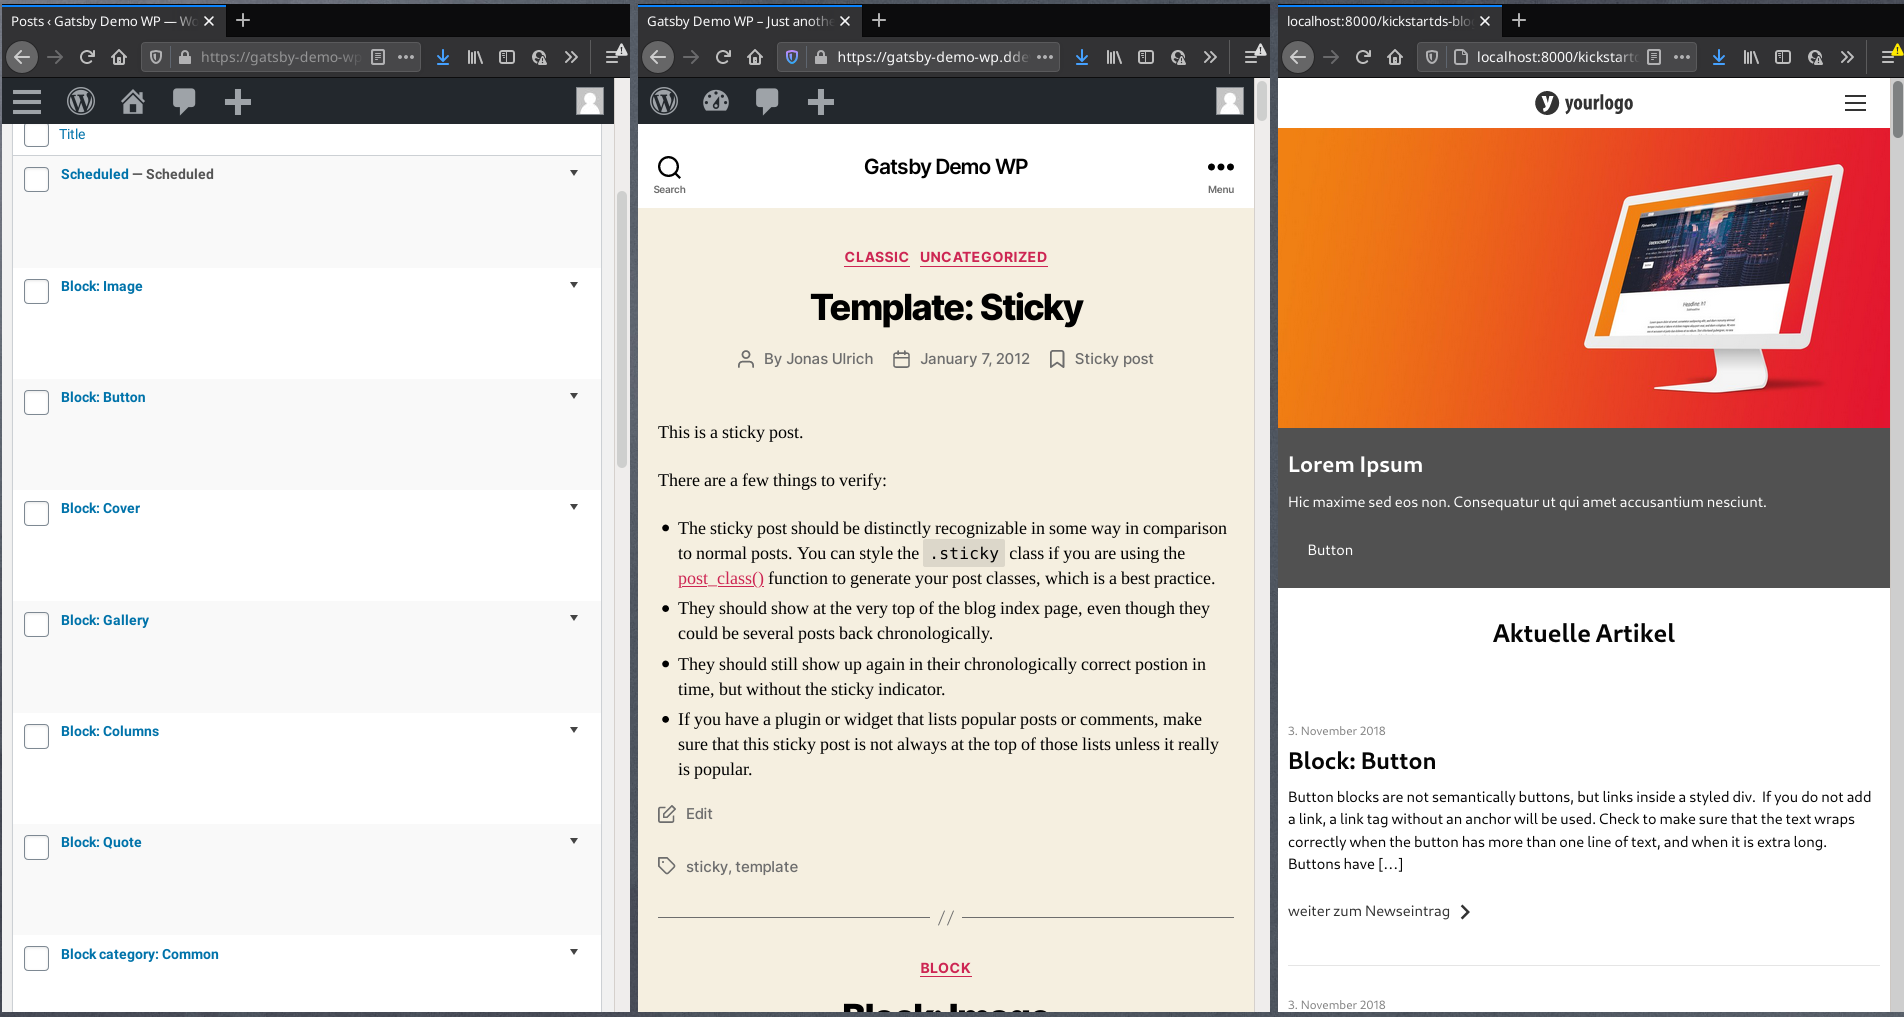 Posts ‹ Gatsby Demo WP — Wo
https://gatsby-demo-wp
Title
Scheduled — Scheduled
Block: Image
Block: Button
Block: Cover
Block: Gallery
Block: Columns
Block: Quote
Block category: Common
Gatsby Demo WP – Just anothe
https://gatsby-demo-wp.dde
Search
Gatsby Demo WP
Menu
CLASSIC UNCATEGORIZED
Template: Sticky
By Jonas Ulrich January 7, 2012 Sticky post
This is a sticky post.
There are a few things to verify:
The sticky post should be distinctly recognizable in some way in comparison
to normal posts. You can style the .sticky class if you are using the
post_class() function to generate your post classes, which is a best practice.
They should show at the very top of the blog index page, even though they
could be several posts back chronologically.
They should still show up again in their chronologically correct postion in
time, but without the sticky indicator.
If you have a plugin or widget that lists popular posts or comments, make
sure that this sticky post is not always at the top of those lists unless it really
is popular.
Edit
sticky, template
//
BLOCK
Block: Image
localhost:8000/kickstartds-blo
localhost:8000/kickstart
yourlogo
Headline H1
Lorem Ipsum
Hic maxime sed eos non. Consequatur ut qui amet accusantium nesciunt.
Button
Aktuelle Artikel
3. November 2018
Block: Button
Button blocks are not semantically buttons, but links inside a styled div.  If you do not add
a link, a link tag without an anchor will be used. Check to make sure that the text wraps
correctly when the button has more than one line of text, and when it is extra long.
Buttons have […]
weiter zum Newseintrag
3. November 2018